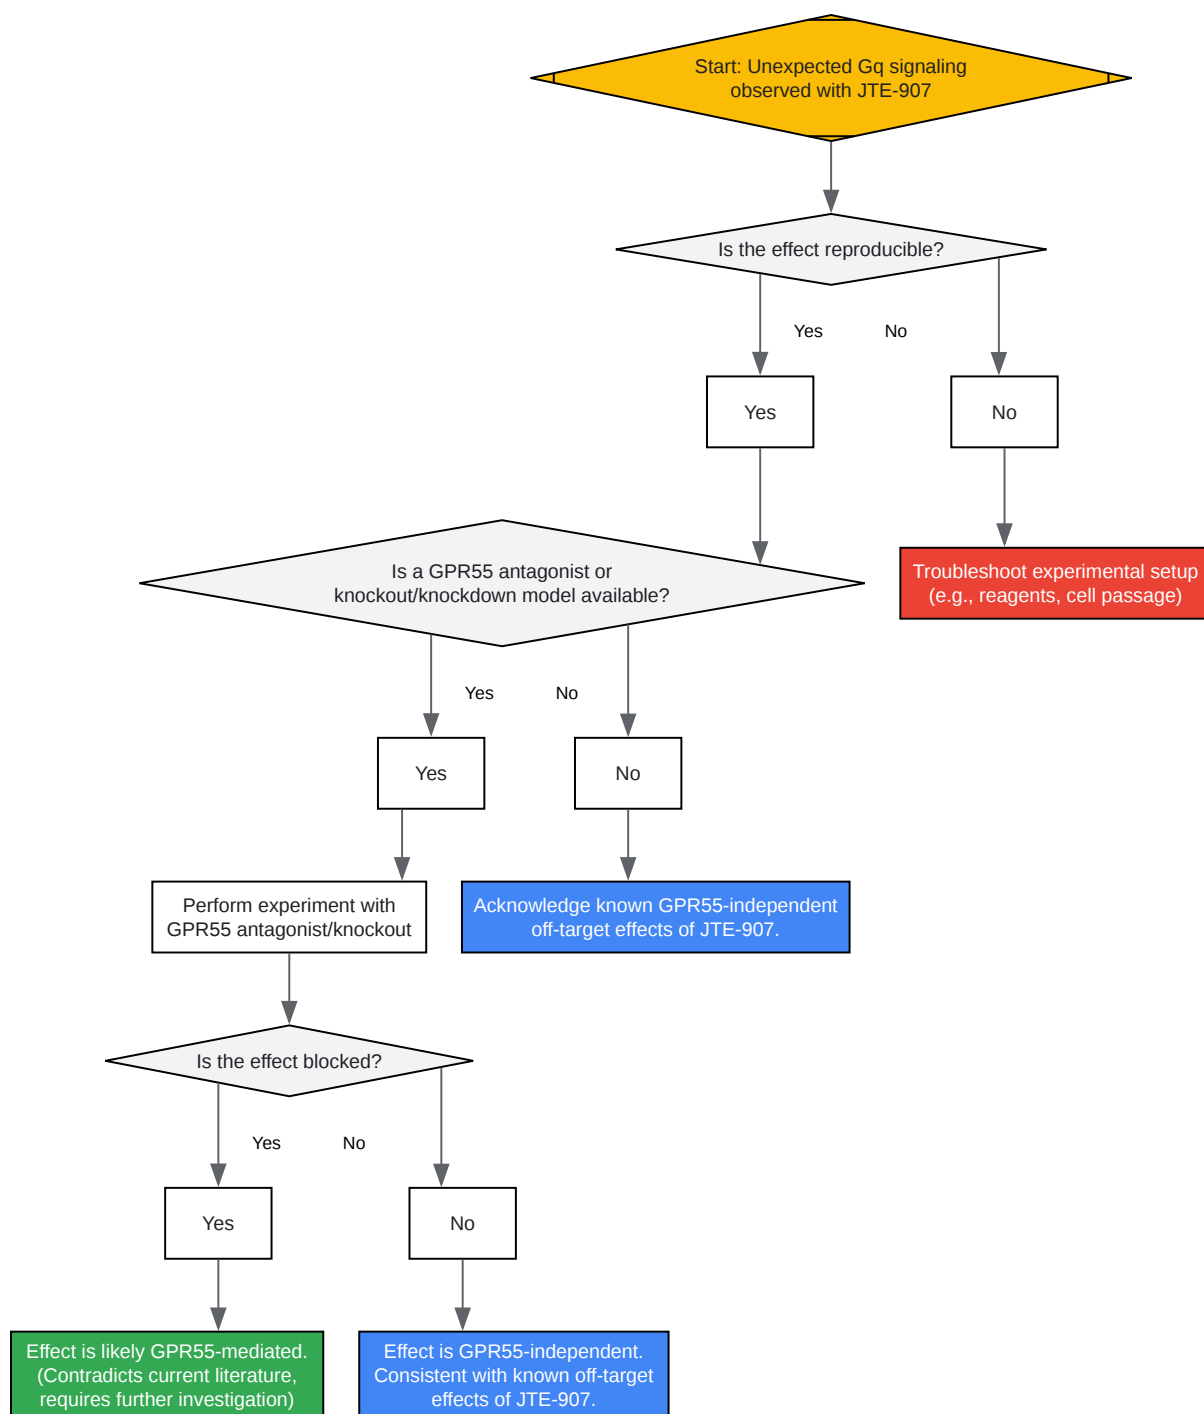 Start: Unexpected Gq signaling
observed with JTE-907
Is the effect reproducible?
Yes
No
Yes
No
Is a GPR55 antagonist or
knockout/knockdown model available?
Troubleshoot experimental setup
(e.g., reagents, cell passage)
Yes
No
Yes
No
Perform experiment with
GPR55 antagonist/knockout
Acknowledge known GPR55-independent
off-target effects of JTE-907.
Is the effect blocked?
Yes
No
Yes
No
Effect is likely GPR55-mediated.
(Contradicts current literature,
requires further investigation)
Effect is GPR55-independent.
Consistent with known off-target
effects of JTE-907.